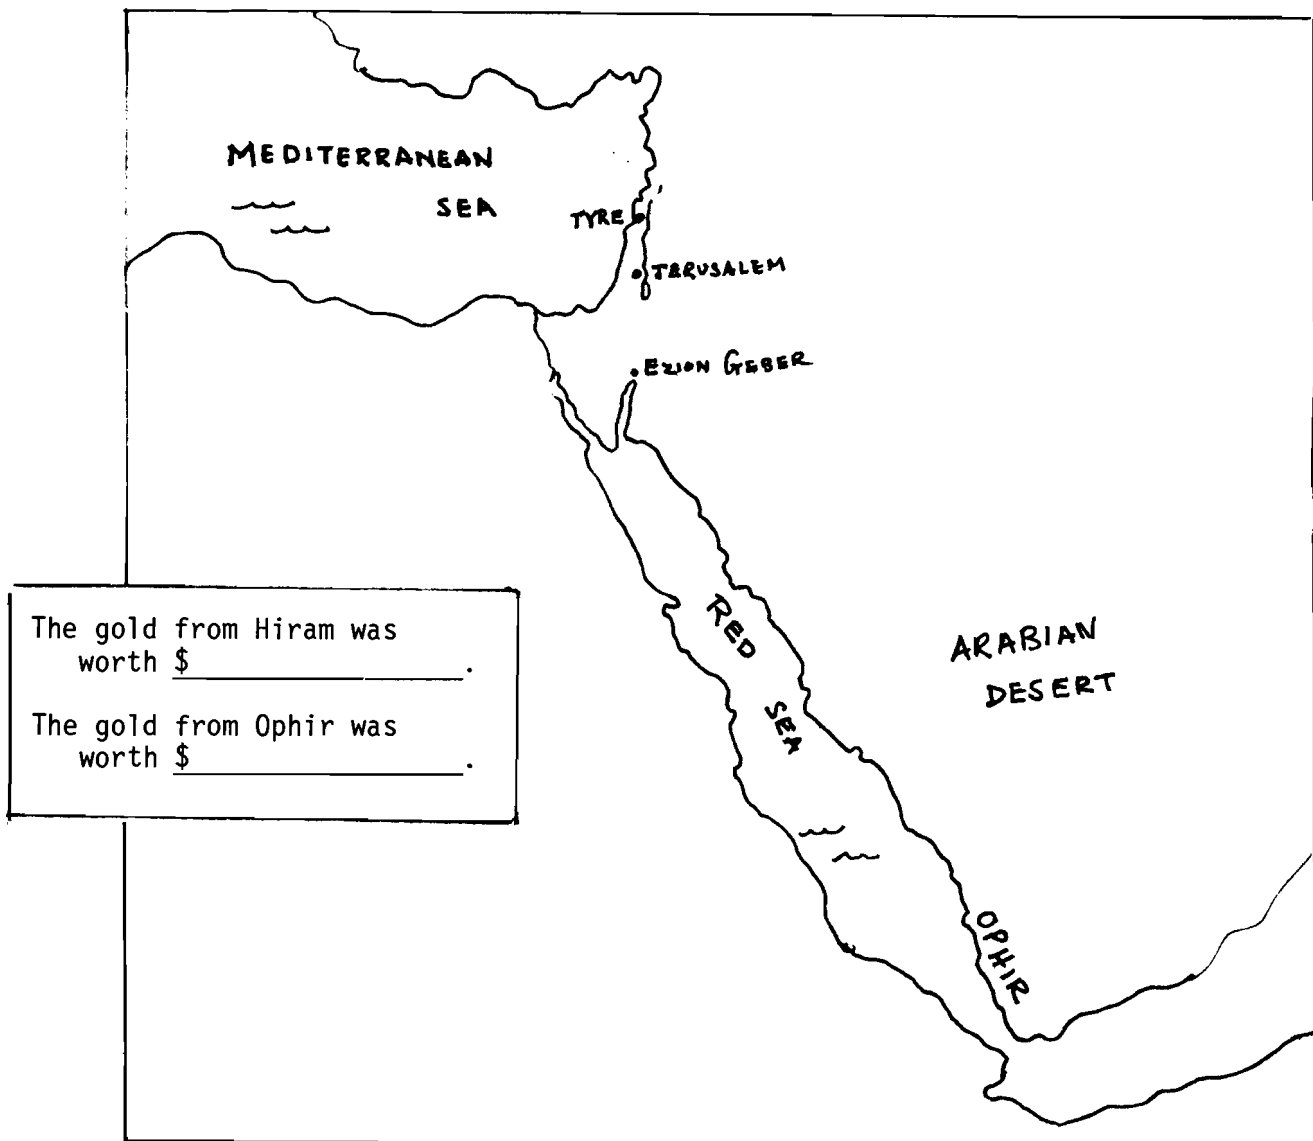 MEDITERRANEAN
SEA
TYRE
JERUSALEM
EZION GEBER
The gold from Hiram was
worth $ .
The gold from Ophir was
worth $ .
RED
SEA
ARABIAN
DESERT
OPHIR